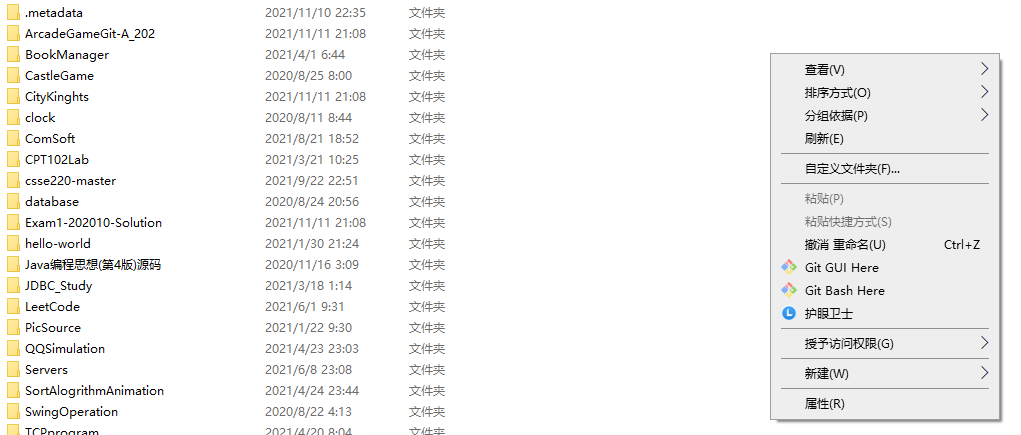 .metadata 2021/11/10 22:35 文件夹
ArcadeGameGit-A_202 2021/11/11 21:08 文件夹
BookManager 2021/4/1 6:44 文件夹
CastleGame 2020/8/25 8:00 文件夹
CityKinghts 2021/11/11 21:08 文件夹
clock 2020/8/11 8:44 文件夹
ComSoft 2021/8/21 18:52 文件夹
CPT102Lab 2021/3/21 10:25 文件夹
csse220-master 2021/9/22 22:51 文件夹
database 2020/8/24 20:56 文件夹
Exam1-202010-Solution 2021/11/11 21:08 文件夹
hello-world 2021/1/30 21:24 文件夹
Java编程思想(第4版)源码 2020/11/16 3:09 文件夹
JDBC_Study 2021/3/18 1:14 文件夹
LeetCode 2021/6/1 9:31 文件夹
PicSource 2021/1/22 9:30 文件夹
QQSimulation 2021/4/23 23:03 文件夹
Servers 2021/6/8 23:08 文件夹
SortAlogrithmAnimation 2021/4/24 23:44 文件夹
SwingOperation 2020/8/22 4:13 文件夹
TCPprogram 2021/4/20 8:04 文件夹
查看(V)
排序方式(O)
分组依据(P)
刷新(E)
自定义文件夹(F)...
粘贴(P)
粘贴快捷方式(S)
撤消 重命名(U) Ctrl+Z
Git GUI Here
Git Bash Here
护眼卫士
授予访问权限(G)
新建(W)
属性(R)